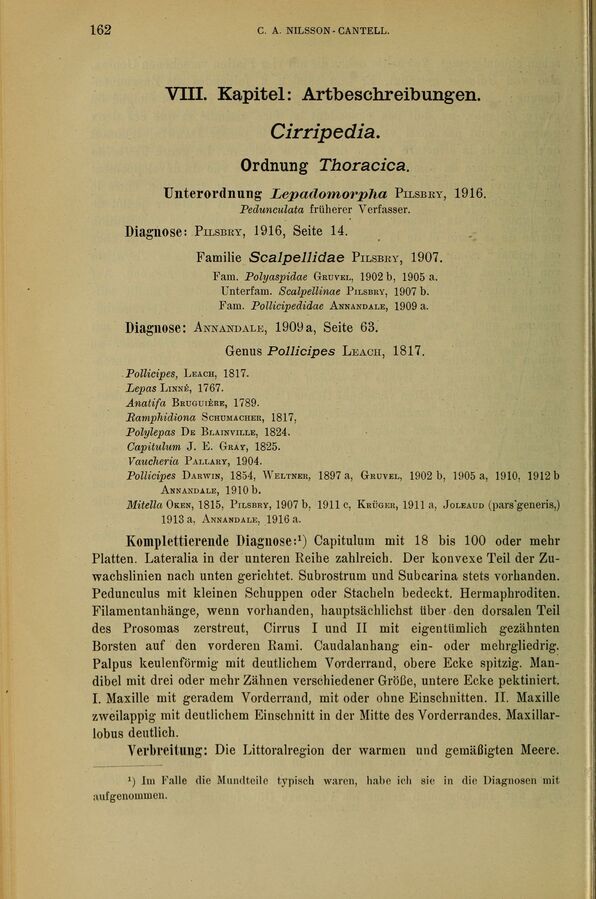 162
C. A. NILSSON-CANTELL.
VIII. Kapitel: Artbeschreibungen.
Cirripedia.
Ordnung Thoracica.
Unterordnung Lepadomorpha PILSBRY, 1916.
Pedunculata früherer Verfasser.
Diagnose: PILSBRY, 1916, Seite 14.
Familie Scalpellidae PILSBRY, 1907.
Fam. Polyaspidae GRUVEL, 1902 b, 1905 a.
Unterfam. Scalpellinae PILSBRY, 1907 b.
Fam. Pollicipedidae ANNANDALE, 1909 a.
Diagnose: ANNANDALE, 1909a, Seite 63.
Genus Pollicipes LEACH, 1817.
Pollicipes, LEACH, 1817.
Lepas LINNÉ, 1767.
Anatifa BRUGUIÈRE, 1789.
Ramphidiona SCHUMACHER, 1817,
Polylepas DE BLAINVILLE, 1824.
Capitulum J. E. GRAY, 1825.
Vaucheria PALLARY, 1904.
Pollicipes DARWIN, 1854, WELTNER, 1897 a, GRUVEL, 1902 b, 1905 a, 1910, 1912 b
ANNANDALE, 1910 b.
Mitella OKEN, 1815, PILSBRY, 1907 b, 1911 c, KRÜGER, 1911 a, JOLEAUD (pars generis,)
1913 a, ANNANDALE, 1916 a.
Komplettierende Diagnose:¹) Capitulum mit 18 bis 100 oder mehr
Platten. Lateralia in der unteren Reihe zahlreich. Der konvexe Teil der Zu-
wachslinien nach unten gerichtet. Subrostrum und Subcarina stets vorhanden.
Pedunculus mit kleinen Schuppen oder Stacheln bedeckt. Hermaphroditen.
Filamentanhänge, wenn vorhanden, hauptsächlichst über den dorsalen Teil
des Prosomas zerstreut, Cirrus I und II mit eigentümlich gezähnten
Borsten auf den vorderen Rami. Caudalanhang ein- oder mehrgliedrig.
Palpus keulenförmig mit deutlichem Vorderrand, obere Ecke spitzig. Man-
dibel mit drei oder mehr Zähnen verschiedener Größe, untere Ecke pektiniert.
I. Maxille mit geradem Vorderrand, mit oder ohne Einschnitten. II. Maxille
zweilappig mit deutlichem Einschnitt in der Mitte des Vorderrandes. Maxillar-
lobus deutlich.
Verbreitung: Die Littoralregion der warmen und gemäßigten Meere.
¹) Im Falle die Mundteile typisch waren, habe ich sie in die Diagnosen mit
aufgenommen.